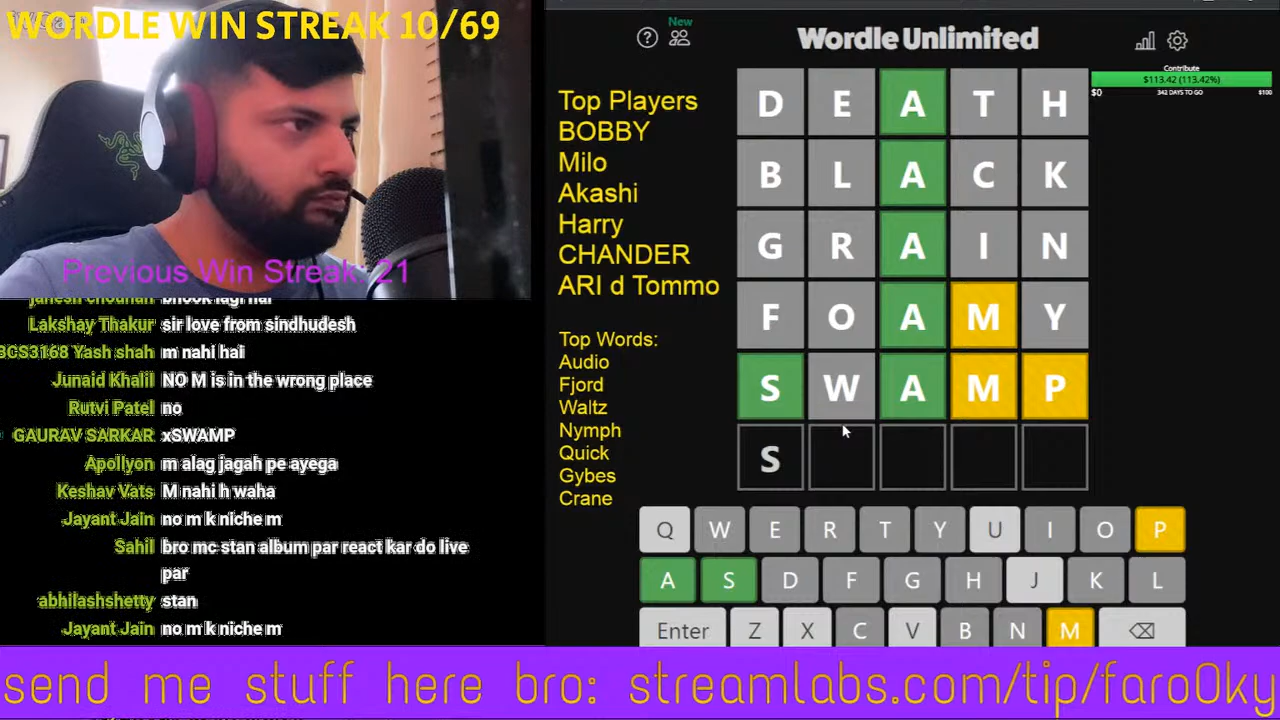 WORDLE WIN STREAK 10/69
Previous Win Streak: 21
Lakshay Thakur sir love from sindhudesh
BCS3168 Yash shah m nahi hai
Junaid Khalil NO M is in the wrong place
Rutvi Patel no
GAURAV SARKAR xSWAMP
Apollyon m alag jagah pe ayega
Keshav Vats M nahi h waha
Jayant Jain no m k niche m
Sahil bro mc stan album par react kar do live
par
abhilashshetty stan
Jayant Jain no m k niche m
New
Wordle Unlimited
Contribute
$113.42 (113.42%)
$0 342 DAYS TO GO $100
Top Players
BOBBY
Milo
Akashi
Harry
CHANDER
ARI d Tommo
Top Words:
Audio
Fjord
Waltz
Nymph
Quick
Gybes
Crane
D E A T H
B L A C K
G R A I N
F O A M Y
S W A M P
S
Q W E R T Y U I O P
A S D F G H J K L
Enter Z X C V B N M
send me stuff here bro: streamlabs.com/tip/faro0ky